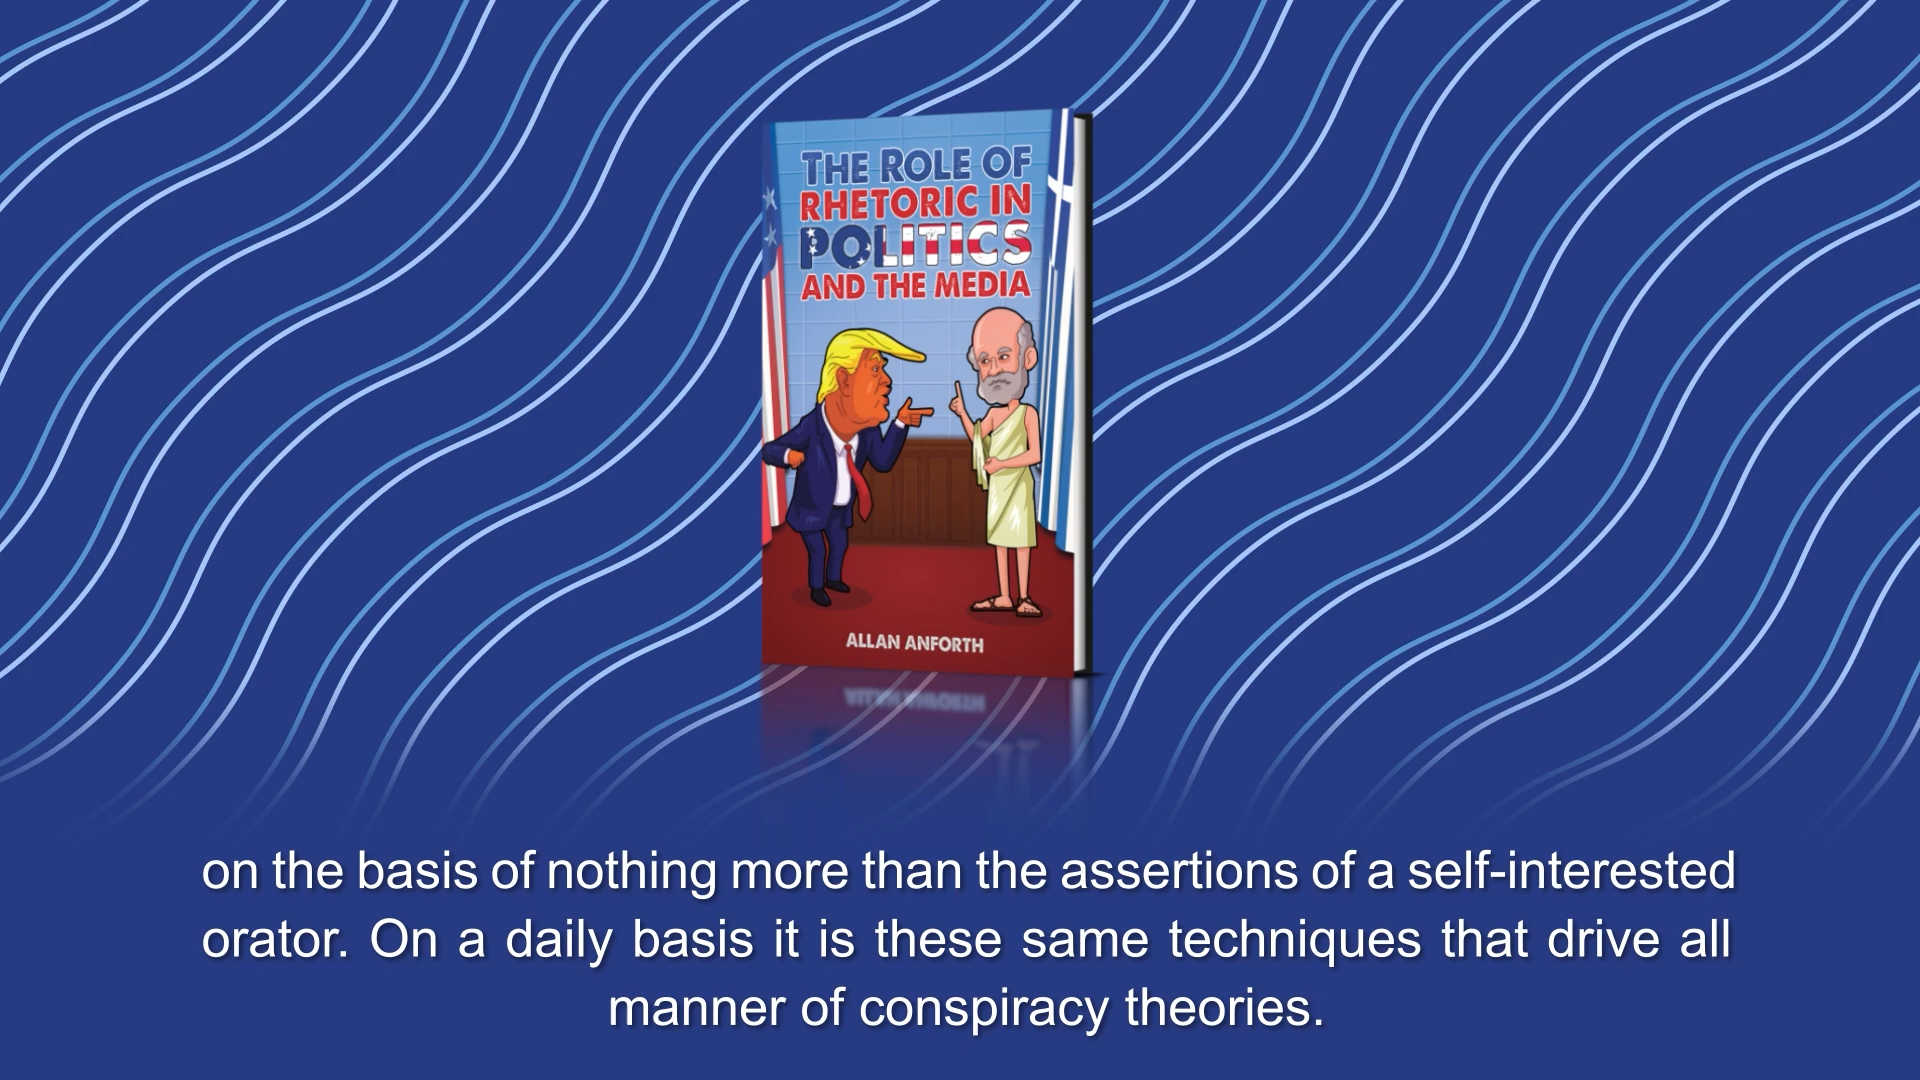 THE ROLE OF
RHETORIC IN
POLITICS
AND THE MEDIA
ALLAN ANFORTH
on the basis of nothing more than the assertions of a self-interested
orator. On a daily basis it is these same techniques that drive all
manner of conspiracy theories.